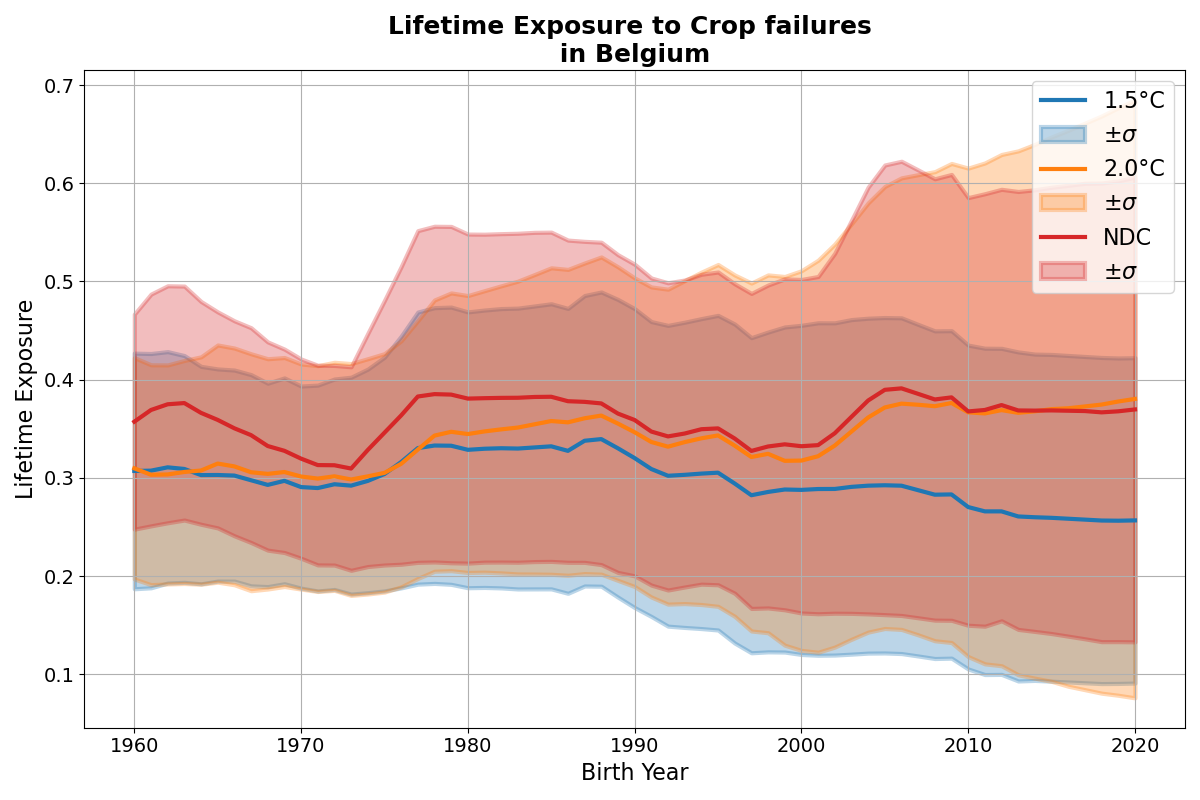 Lifetime Exposure to Crop failures
in Belgium
Lifetime Exposure
0.7
0.6
0.5
0.4
0.3
0.2
0.1
1.5°C
±σ
2.0°C
±σ
NDC
±σ
1960 1970 1980 1990 2000 2010 2020
Birth Year